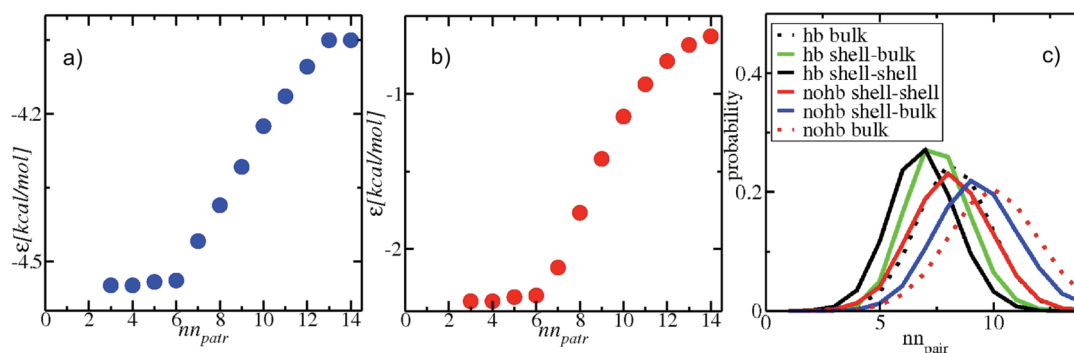 a)
ε[kcal/mol]
-4.2
-4.5
0 2 4 6 8 10 12 14
nn_patr
b)
ε[kcal/mol]
-1
-2
0 2 4 6 8 10 12 14
nn_patr
c)
hb bulk
hb shell-bulk
hb shell-shell
nohb shell-shell
nohb shell-bulk
nohb bulk
probability
0.4
0.2
0
0 5 10
nn_pair